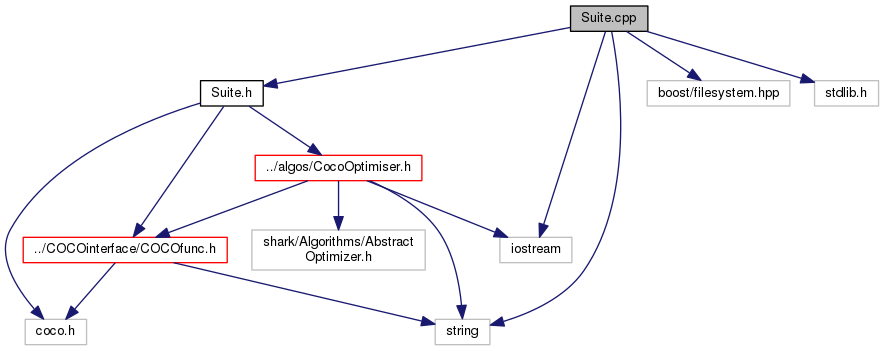 Suite.cpp
Suite.h
boost/filesystem.hpp
stdlib.h
../algos/CocoOptimiser.h
../COCOinterface/COCOfunc.h
shark/Algorithms/Abstract
Optimizer.h
iostream
coco.h
string